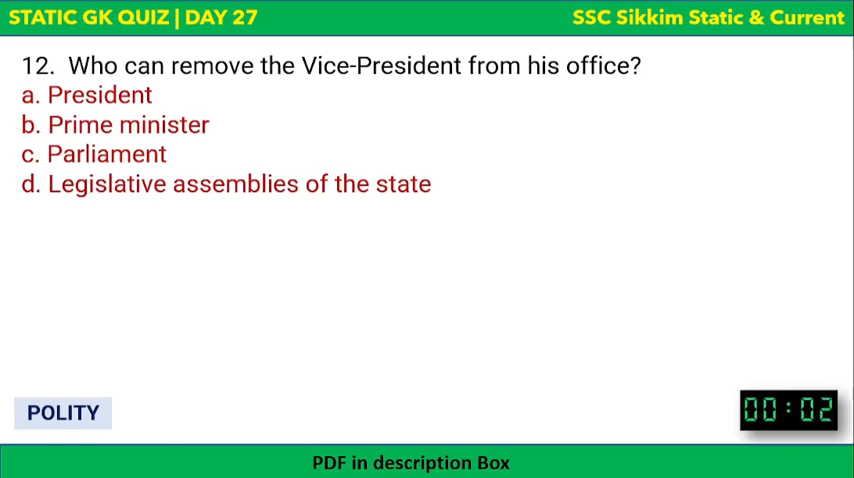 STATIC GK QUIZ | DAY 27
SSC Sikkim Static & Current
12. Who can remove the Vice-President from his office?
a. President
b. Prime minister
c. Parliament
d. Legislative assemblies of the state
POLITY
00:02
PDF in description Box